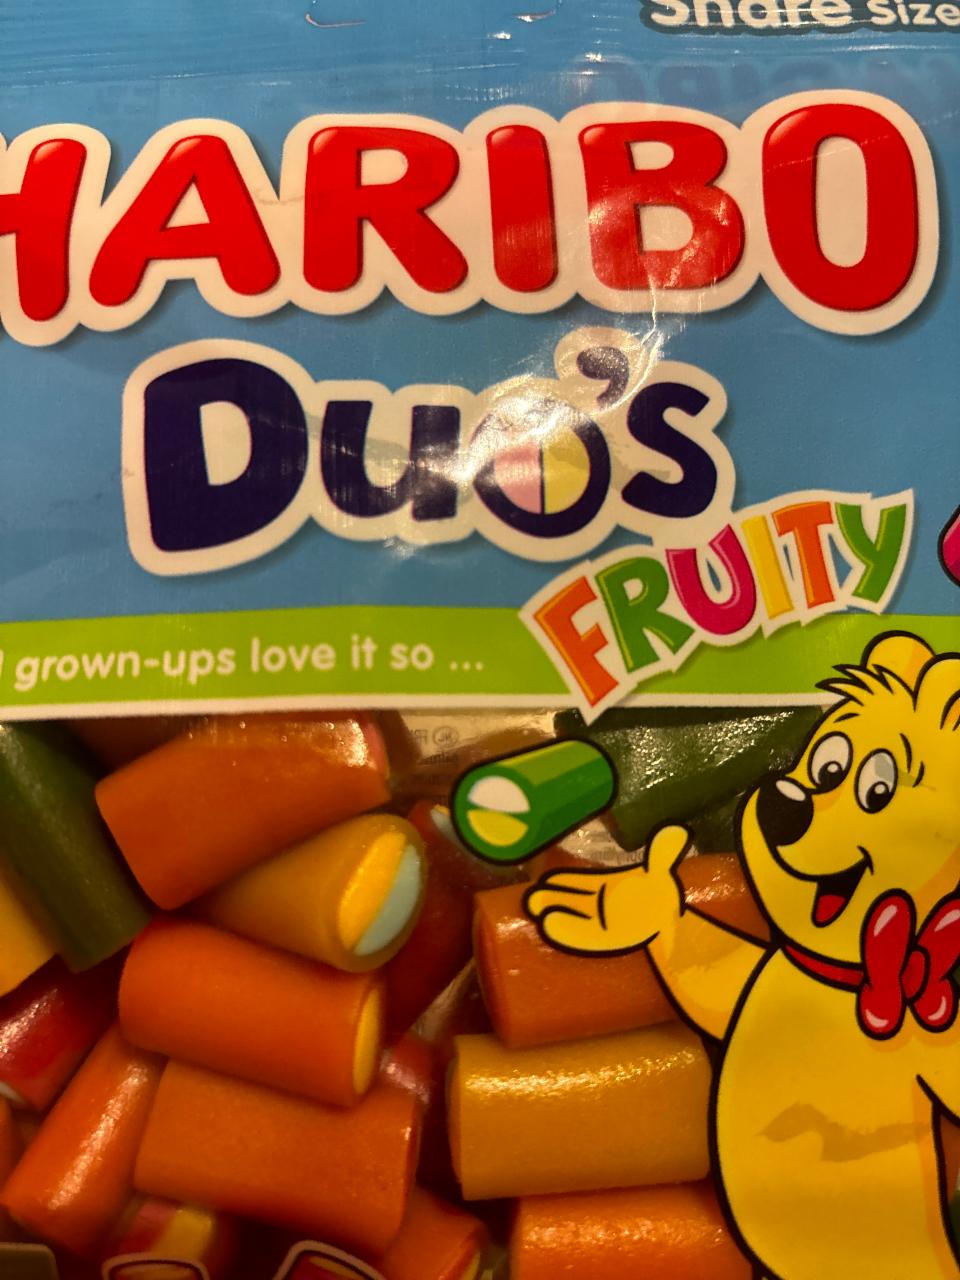 Share Size
HARIBO
Duo's
FRUITY
grown-ups love it so ...